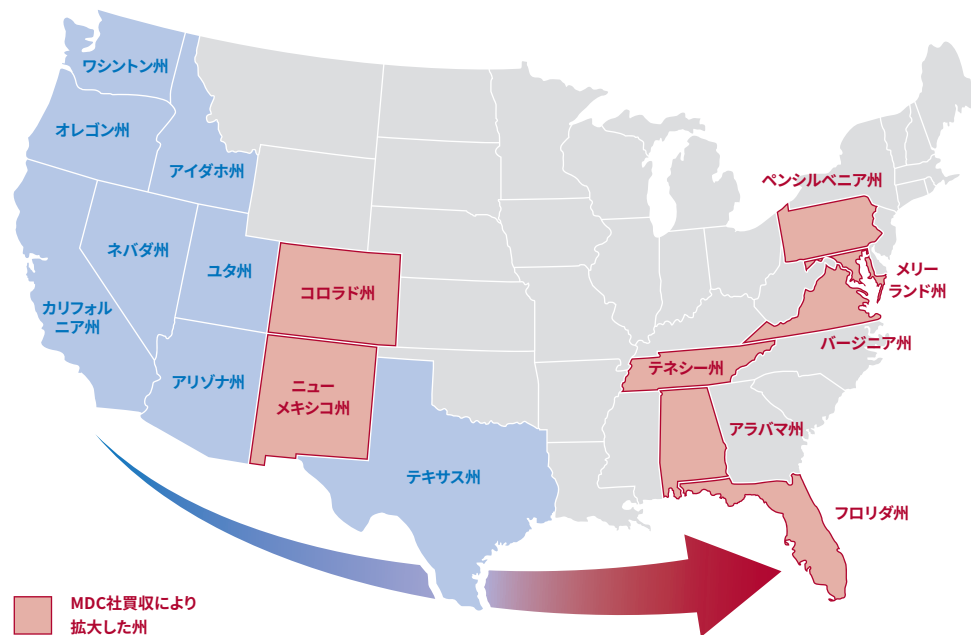 ワシントン州
オレゴン州
アイダホ州
ネバダ州
ユタ州
カリフォル
ニア州
アリゾナ州
コロラド州
ニュー
メキシコ州
テキサス州
ペンシルベニア州
メリー
ランド州
バージニア州
テネシー州
アラバマ州
フロリダ州
MDC社買収により
拡大した州